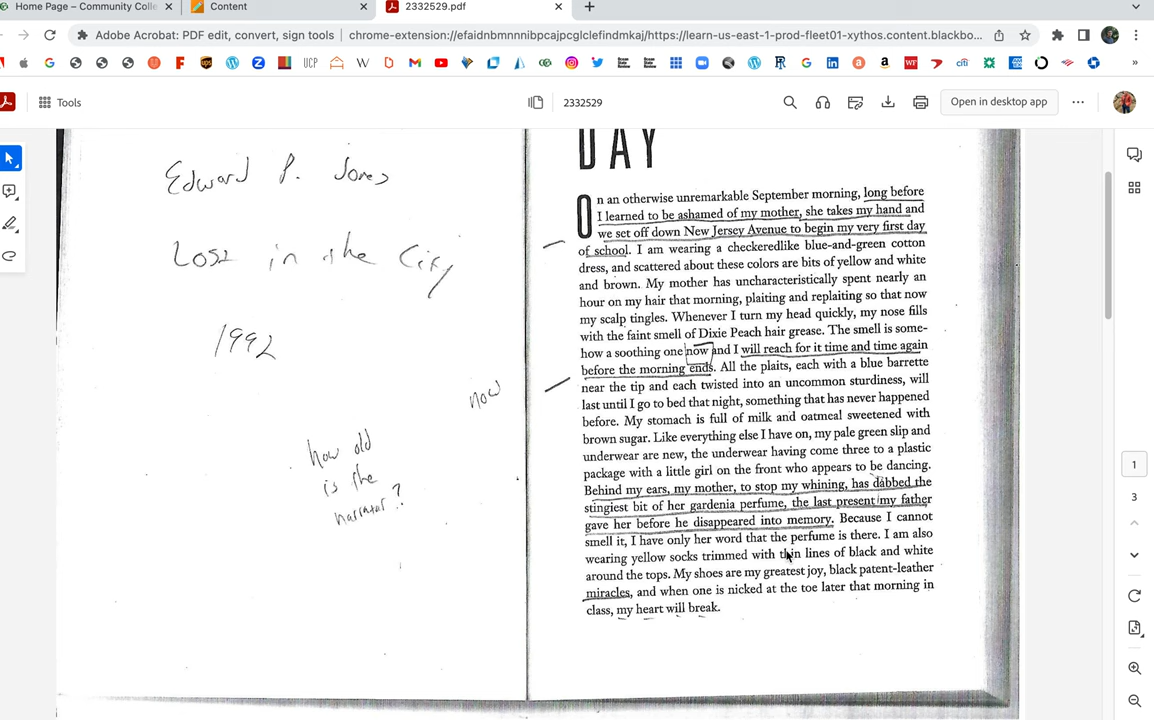 Home Page – Community Colle
Content
2332529.pdf
Adobe Acrobat: PDF edit, convert, sign tools
chrome-extension://efaidnbmnnnibpcajpcglclefindmkaj/https://learn-us-east-1-prod-fleet01-xythos.content.blackbo...
UCP
W
Tools
2332529
Open in desktop app
Edward P. Jones
Lost in the City
1992
now
how old
is the
narrator?
DAY
On an otherwise unremarkable September morning, long before
I learned to be ashamed of my mother, she takes my hand and
we set off down New Jersey Avenue to begin my very first day
of school. I am wearing a checkeredlike blue-and-green cotton
dress, and scattered about these colors are bits of yellow and white
and brown. My mother has uncharacteristically spent nearly an
hour on my hair that morning, plaiting and replaiting so that now
my scalp tingles. Whenever I turn my head quickly, my nose fills
with the faint smell of Dixie Peach hair grease. The smell is some-
how a soothing one now and I will reach for it time and time again
before the morning ends. All the plaits, each with a blue barrette
near the tip and each twisted into an uncommon sturdiness, will
last until I go to bed that night, something that has never happened
before. My stomach is full of milk and oatmeal sweetened with
brown sugar. Like everything else I have on, my pale green slip and
underwear are new, the underwear having come three to a plastic
package with a little girl on the front who appears to be dancing.
Behind my ears, my mother, to stop my whining, has dabbed the
stingiest bit of her gardenia perfume, the last present my father
gave her before he disappeared into memory. Because I cannot
smell it, I have only her word that the perfume is there. I am also
wearing yellow socks trimmed with thin lines of black and white
around the tops. My shoes are my greatest joy, black patent-leather
miracles, and when one is nicked at the toe later that morning in
class, my heart will break.
1
3